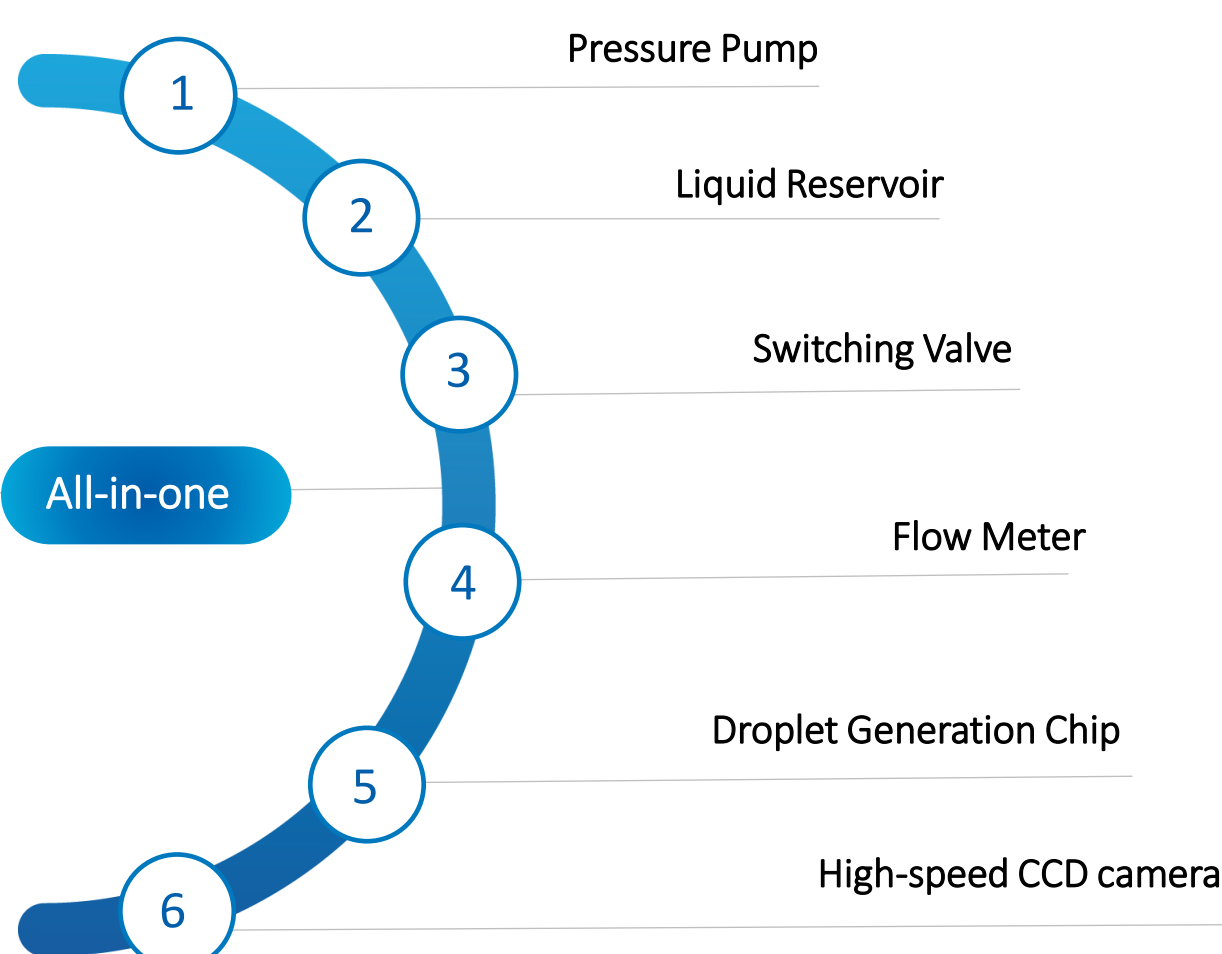 1
Pressure Pump
2
Liquid Reservoir
3
Switching Valve
All-in-one
4
Flow Meter
5
Droplet Generation Chip
6
High-speed CCD camera